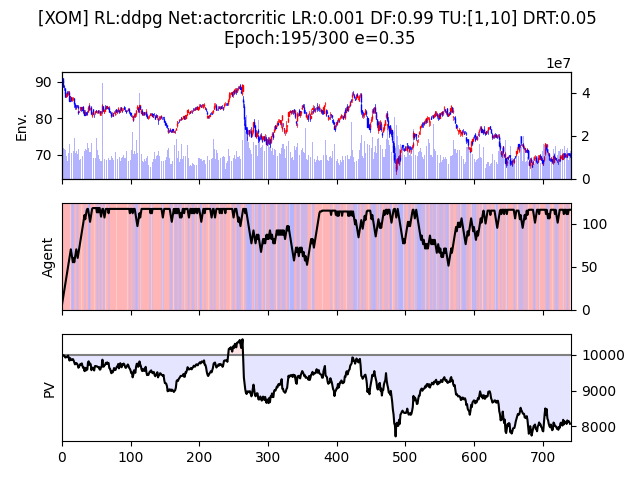 [XOM] RL:ddpg Net:actorcritic LR:0.001 DF:0.99 TU:[1,10] DRT:0.05
Epoch:195/300 e=0.35
1e7
90
80
70
Env.
4
2
0
Agent
100
50
0
PV
10000
9000
8000
0 100 200 300 400 500 600 700